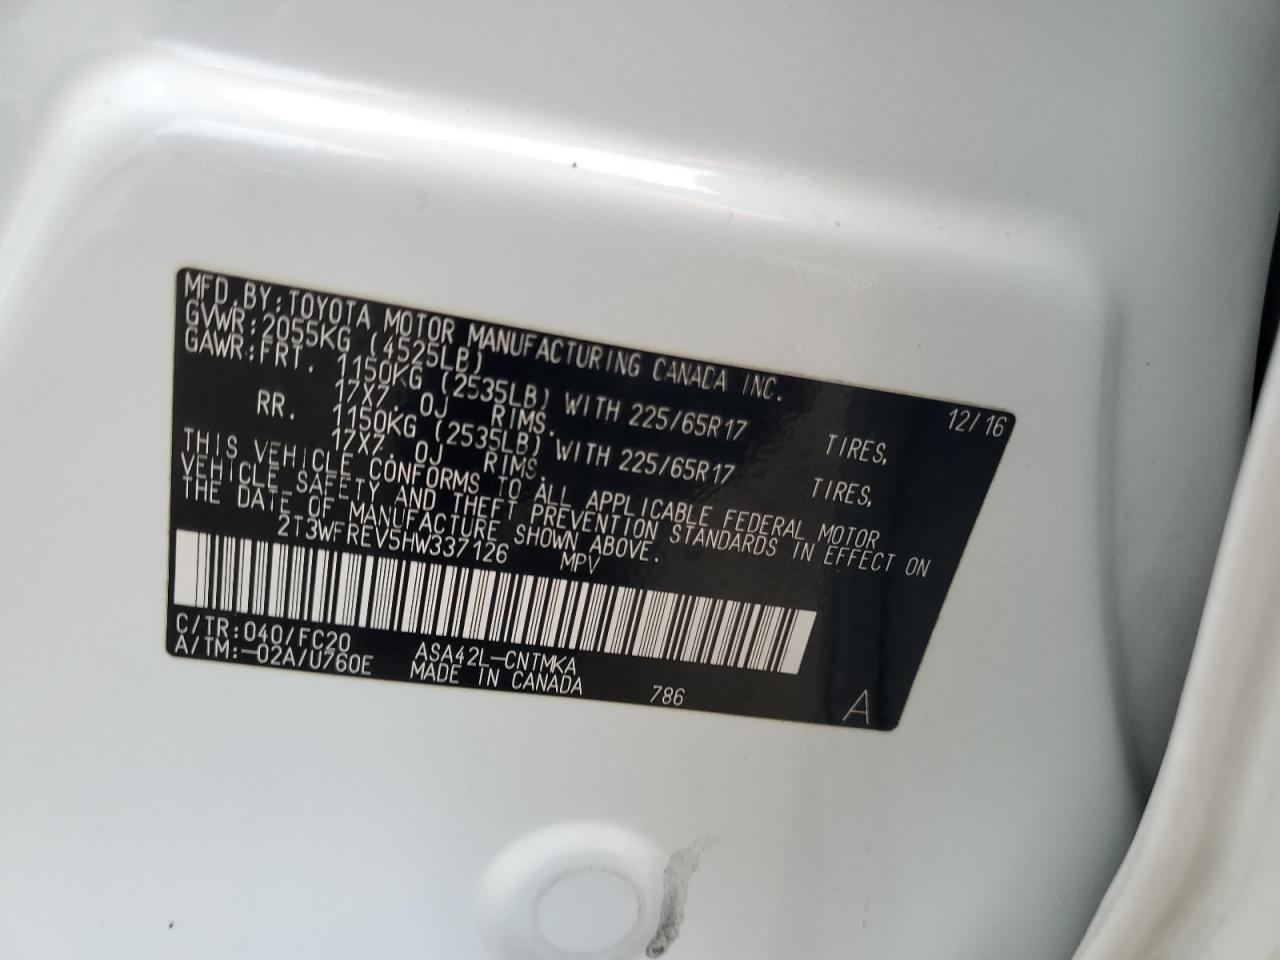 MFD.BY:TOYOTA MOTOR MANUFACTURING CANADA INC.
GVWR:2055KG (4525LB) 12/16
GAWR:FRT. 1150KG (2535LB) WITH 225/65R17 TIRES,
17X7. 0J RIMS.
RR. 1150KG (2535LB) WITH 225/65R17 TIRES,
17X7. 0J RIMS.
THIS VEHICLE CONFORMS TO ALL APPLICABLE FEDERAL MOTOR
VEHICLE SAFETY AND THEFT PREVENTION STANDARDS IN EFFECT ON
THE DATE OF MANUFACTURE SHOWN ABOVE.
2T3WFREV5HW337126 MPV
C/TR:040/FC20 ASA42L-CNTMKA
A/TM:-02A/U760E MADE IN CANADA 786 A